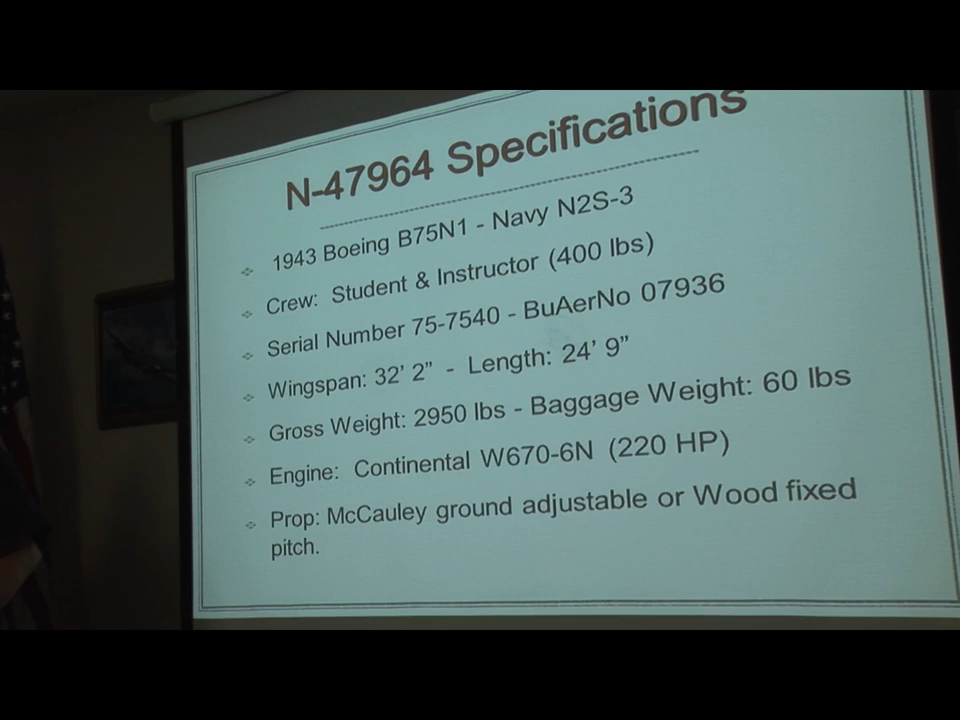 N-47964 Specifications
1943 Boeing B75N1 - Navy N2S-3
Crew: Student & Instructor (400 lbs)
Serial Number 75-7540 - BuAerNo 07936
Wingspan: 32’ 2” - Length: 24’ 9”
Gross Weight: 2950 lbs - Baggage Weight: 60 lbs
Engine: Continental W670-6N (220 HP)
Prop: McCauley ground adjustable or Wood fixed
pitch.